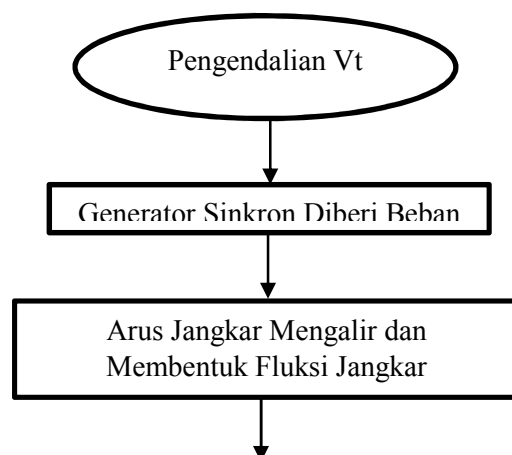 Pengendalian Vt
Generator Sinkron Diberi Beban
Arus Jangkar Mengalir dan
Membentuk Fluksi Jangkar